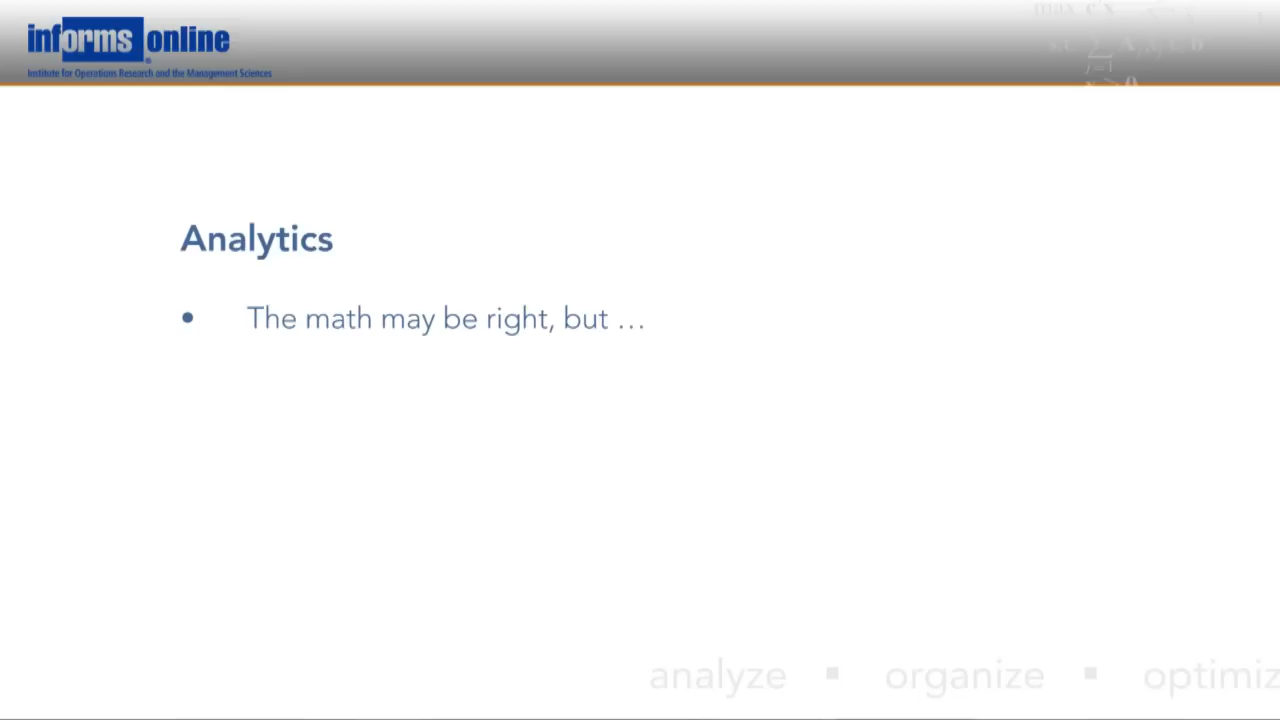 informs online
Institute for Operations Research and the Management Sciences
Analytics
• The math may be right, but …
analyze ▪ organize ▪ optimiz